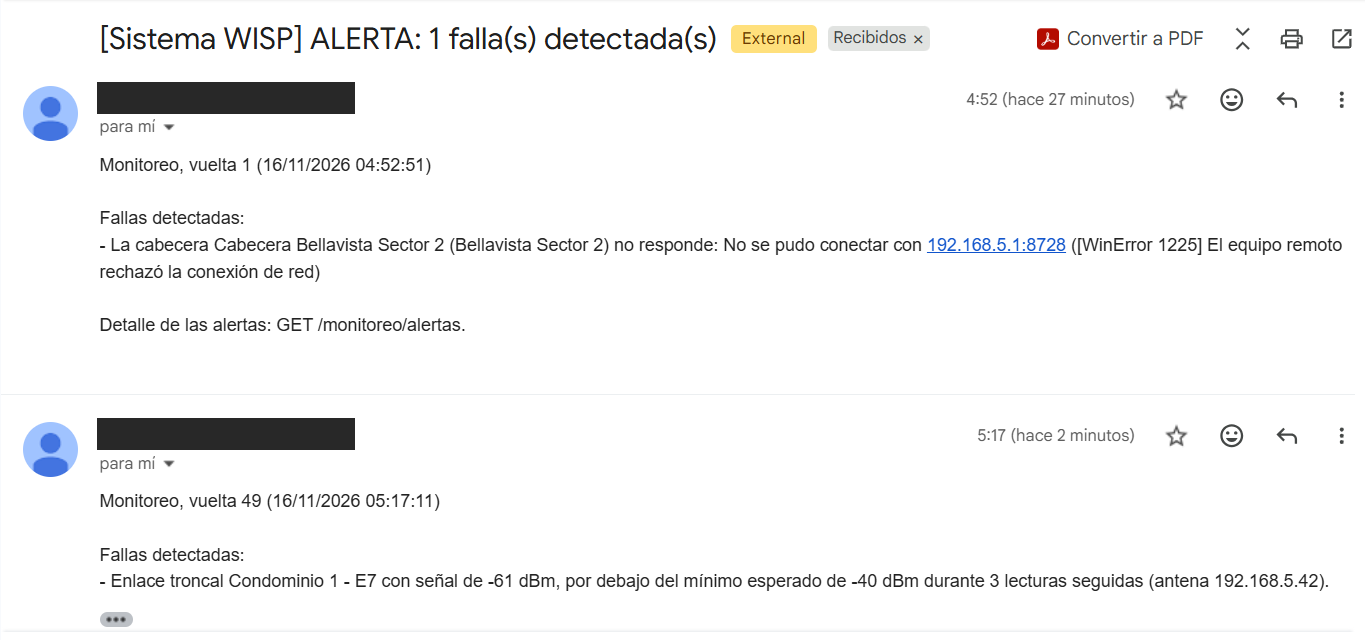 [Sistema WISP] ALERTA: 1 falla(s) detectada(s) External Recibidos × Convertir a PDF
4:52 (hace 27 minutos)
para mí
Monitoreo, vuelta 1 (16/11/2026 04:52:51)
Fallas detectadas:
- La cabecera Cabecera Bellavista Sector 2 (Bellavista Sector 2) no responde: No se pudo conectar con 192.168.5.1:8728 ([WinError 1225] El equipo remoto
rechazó la conexión de red)
Detalle de las alertas: GET /monitoreo/alertas.
5:17 (hace 2 minutos)
para mí
Monitoreo, vuelta 49 (16/11/2026 05:17:11)
Fallas detectadas:
- Enlace troncal Condominio 1 - E7 con señal de -61 dBm, por debajo del mínimo esperado de -40 dBm durante 3 lecturas seguidas (antena 192.168.5.42).